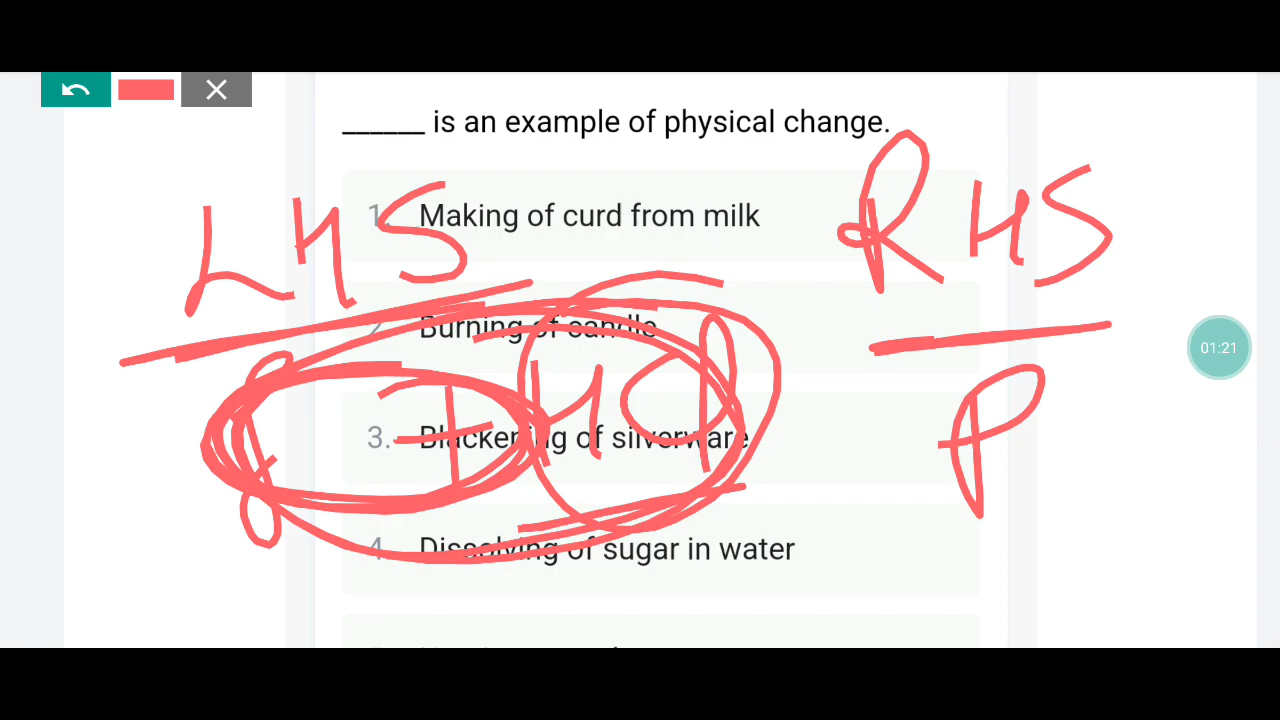 ______ is an example of physical change.
LHS RHS
1. Making of curd from milk
2. Burning of candle
3. Blackening of silverware
P
4. Dissolving of sugar in water
01:21